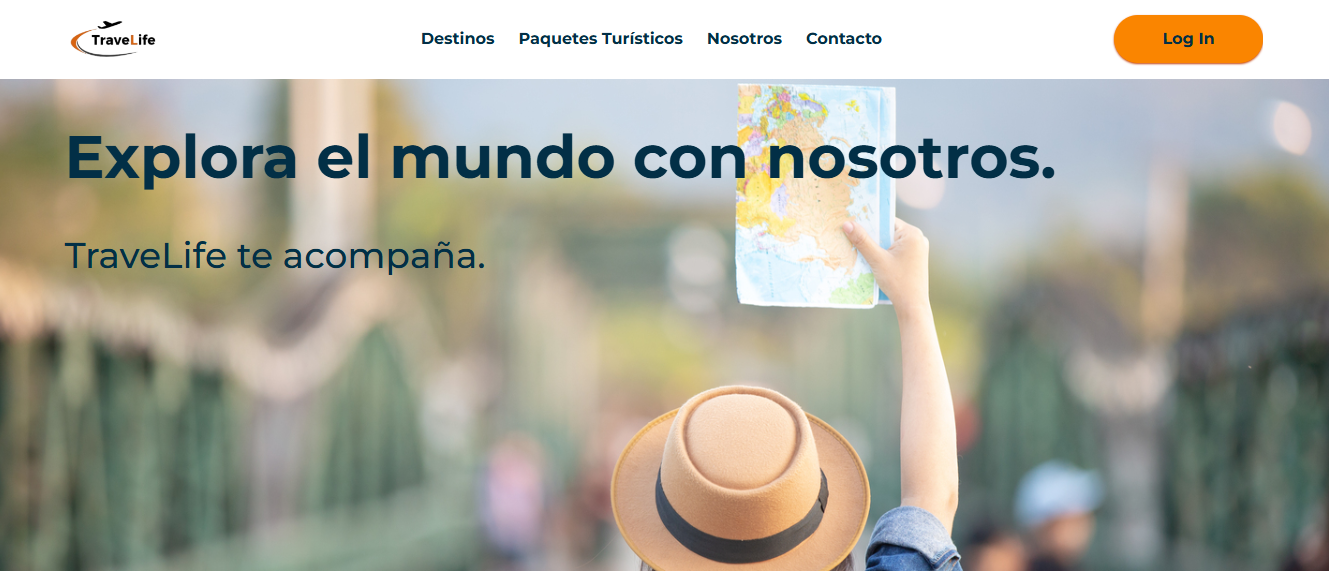 TraveLife
Destinos
Paquetes Turísticos
Nosotros
Contacto
Log In
Explora el mundo con nosotros.
TraveLife te acompaña.